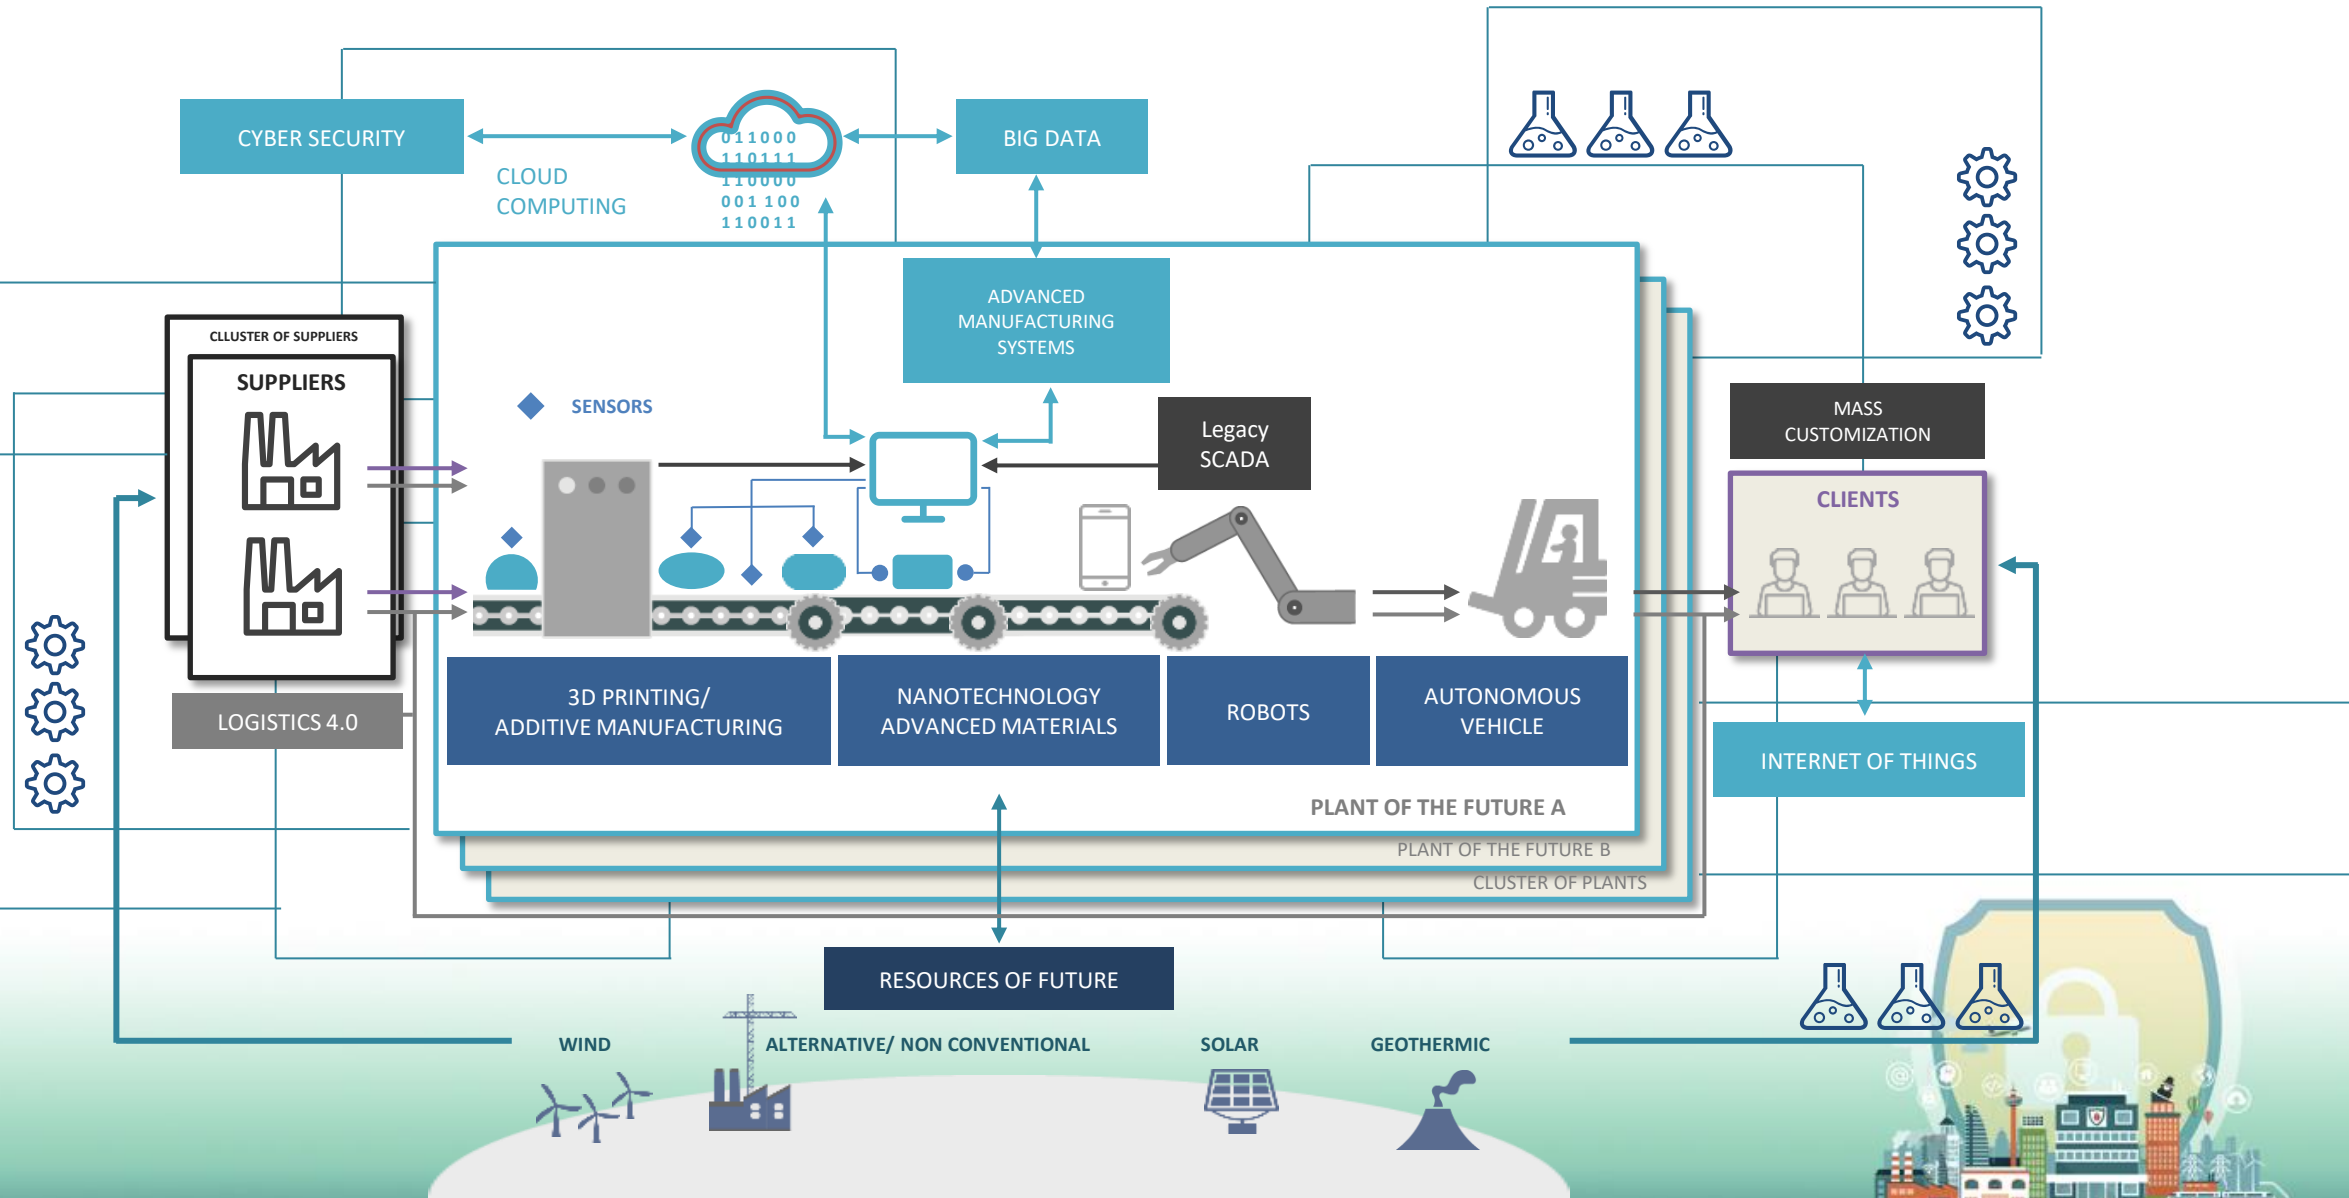 CYBER SECURITY
CLOUD
COMPUTING
011000
110111
110000
001 100
110011
BIG DATA
ADVANCED
MANUFACTURING
SYSTEMS
CLLUSTER OF SUPPLIERS
SUPPLIERS
SENSORS
Legacy
SCADA
MASS
CUSTOMIZATION
CLIENTS
LOGISTICS 4.0
3D PRINTING/
ADDITIVE MANUFACTURING
NANOTECHNOLOGY
ADVANCED MATERIALS
ROBOTS
AUTONOMOUS
VEHICLE
INTERNET OF THINGS
PLANT OF THE FUTURE A
PLANT OF THE FUTURE B
CLUSTER OF PLANTS
RESOURCES OF FUTURE
WIND
ALTERNATIVE/ NON CONVENTIONAL
SOLAR
GEOTHERMIC